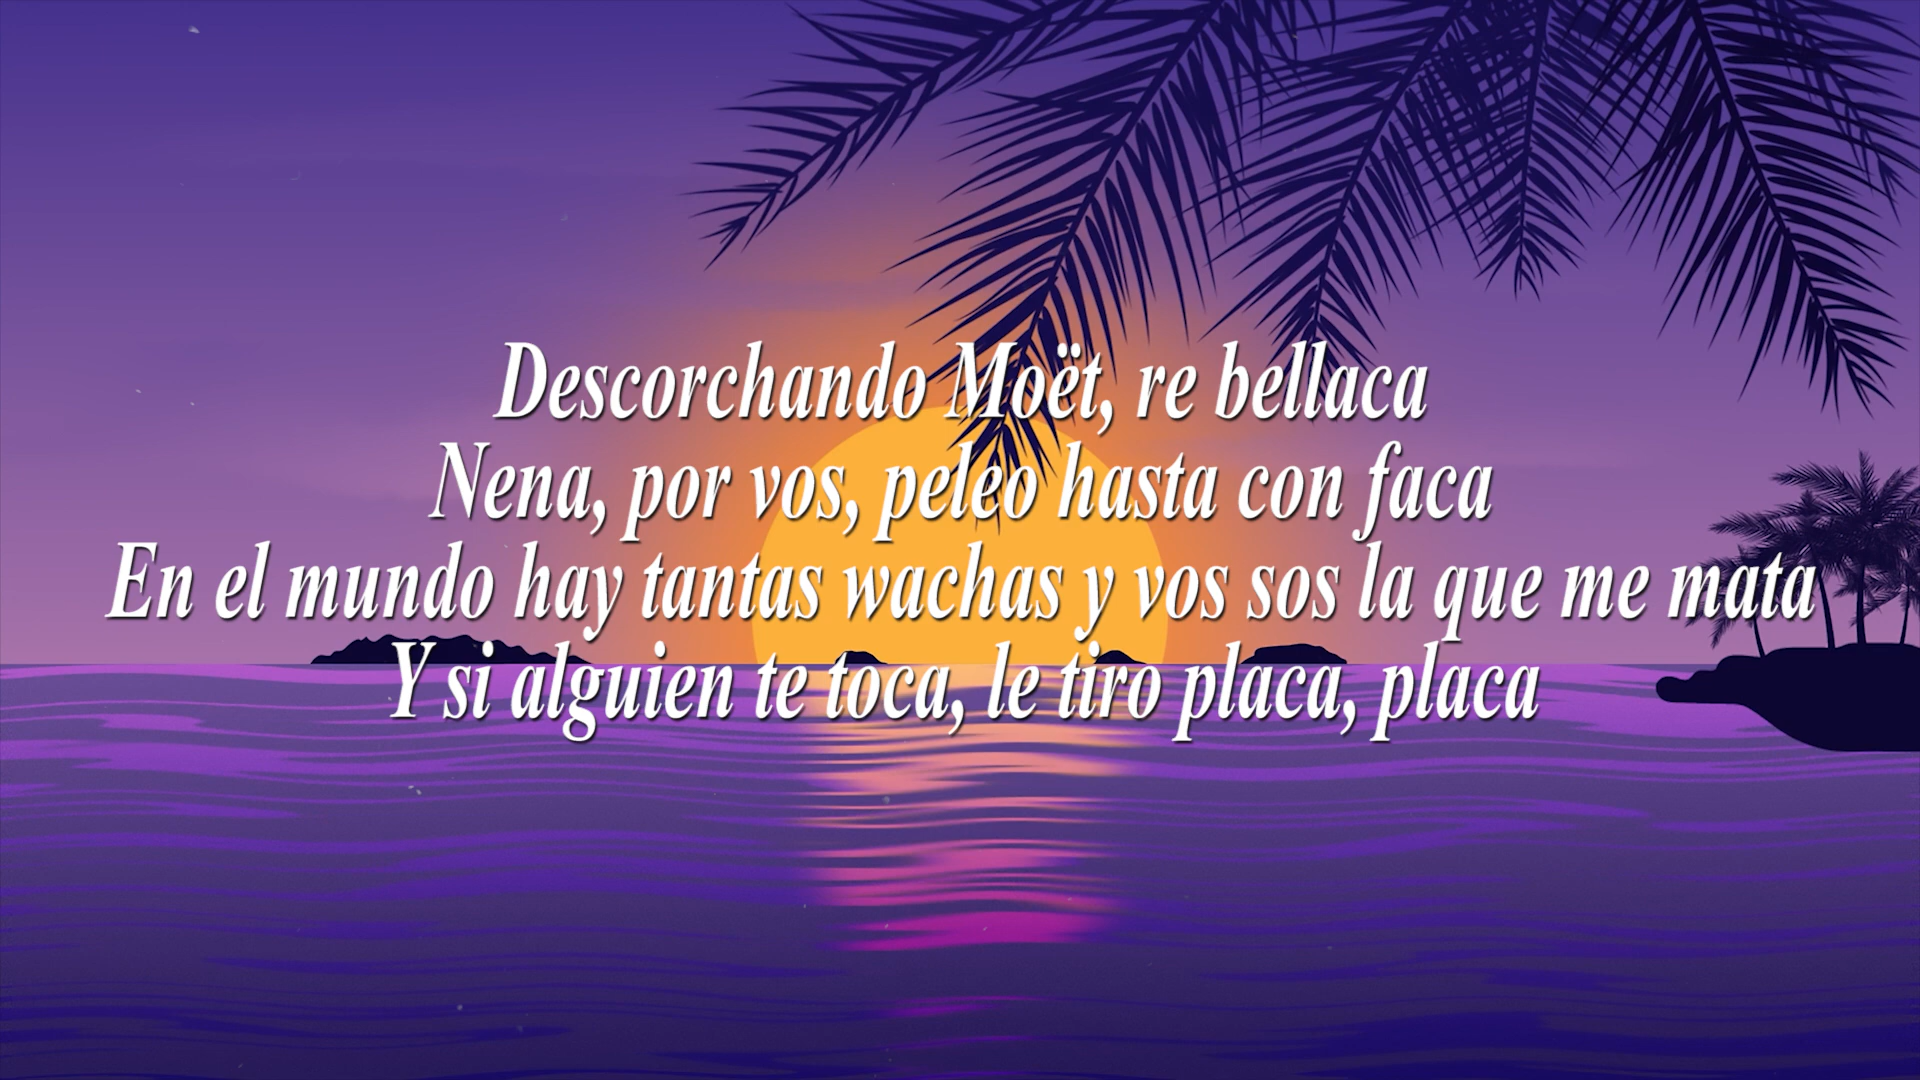 Descorchando Moët, re bellaca
Nena, por vos, peleo hasta con faca
En el mundo hay tantas wachas y vos sos la que me mata
Y si alguien te toca, le tiro placa, placa